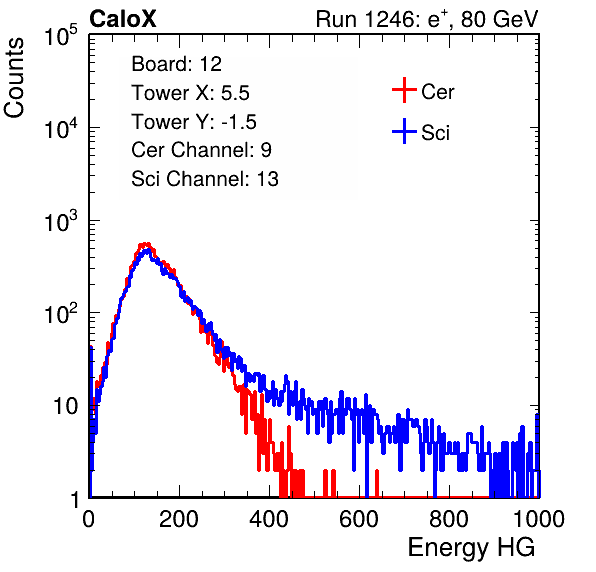 CaloX Run 1246: e⁺, 80 GeV
Counts
10⁵
10⁴
10³
10²
10
1
Board: 12
Tower X: 5.5
Tower Y: -1.5
Cer Channel: 9
Sci Channel: 13
Cer
Sci
0 200 400 600 800 1000
Energy HG